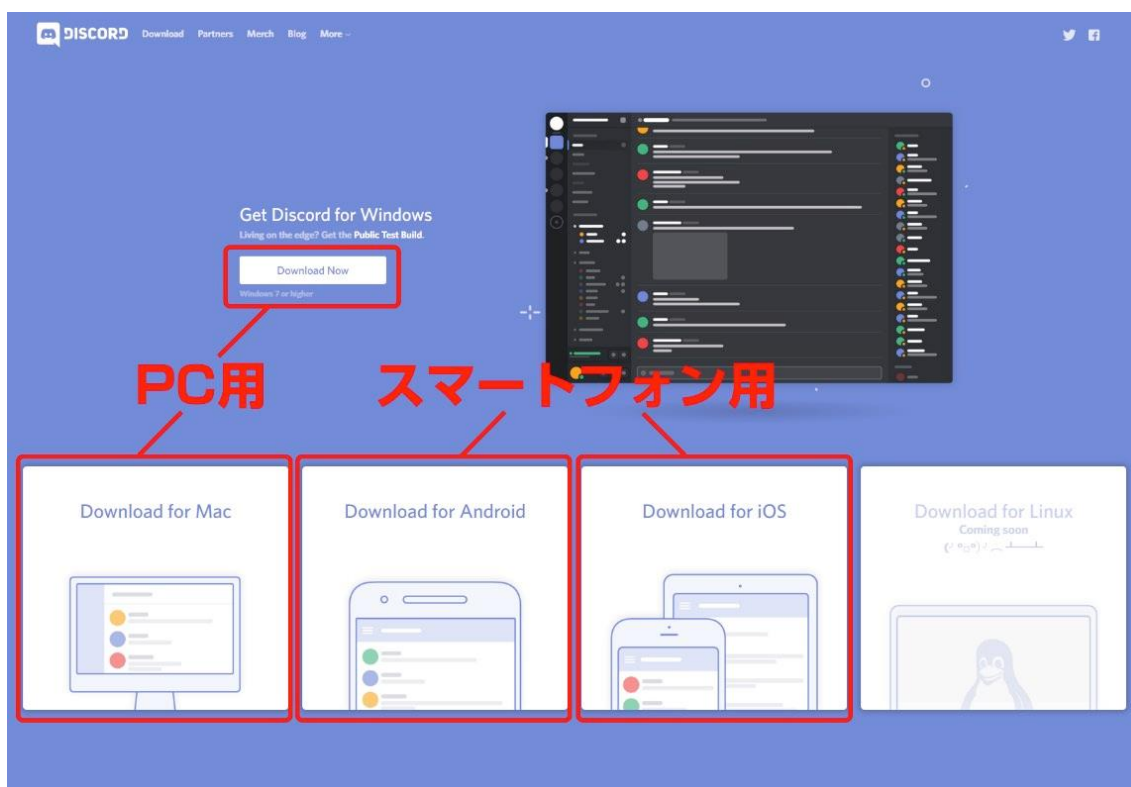 DISCORD Download Partners Merch Blog More
Get Discord for Windows
Living on the edge? Get the Public Test Build.
Download Now
Windows 7 or higher
PC用 スマートフォン用
Download for Mac
Download for Android
Download for iOS
Download for Linux
Coming soon